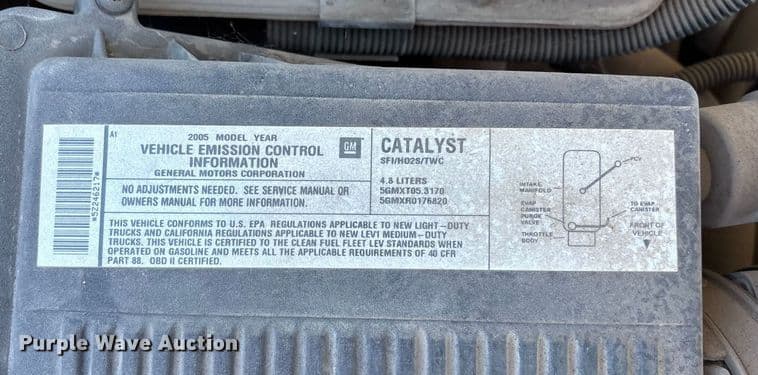 *52246217*
A1
2005 MODEL YEAR
VEHICLE EMISSION CONTROL
INFORMATION
GENERAL MOTORS CORPORATION
GM
NO ADJUSTMENTS NEEDED. SEE SERVICE MANUAL OR
OWNERS MANUAL FOR MORE INFORMATION.
CATALYST
SFI/HO2S/TWC
4.8 LITERS
5GMXT05.3170
5GMXR0176820
THIS VEHICLE CONFORMS TO U.S. EPA REGULATIONS APPLICABLE TO NEW LIGHT-DUTY
TRUCKS AND CALIFORNIA REGULATIONS APPLICABLE TO NEW LEV1 MEDIUM-DUTY
TRUCKS. THIS VEHICLE IS CERTIFIED TO THE CLEAN FUEL FLEET LEV STANDARDS WHEN
OPERATED ON GASOLINE AND MEETS ALL THE APPLICABLE REQUIREMENTS OF 40 CFR
PART 88. OBD II CERTIFIED.
PCV
INTAKE
MANIFOLD
EVAP
CANISTER
PURGE
VALVE
THROTTLE
BODY
TO EVAP
CANISTER
FRONT OF
VEHICLE
Purple Wave Auction